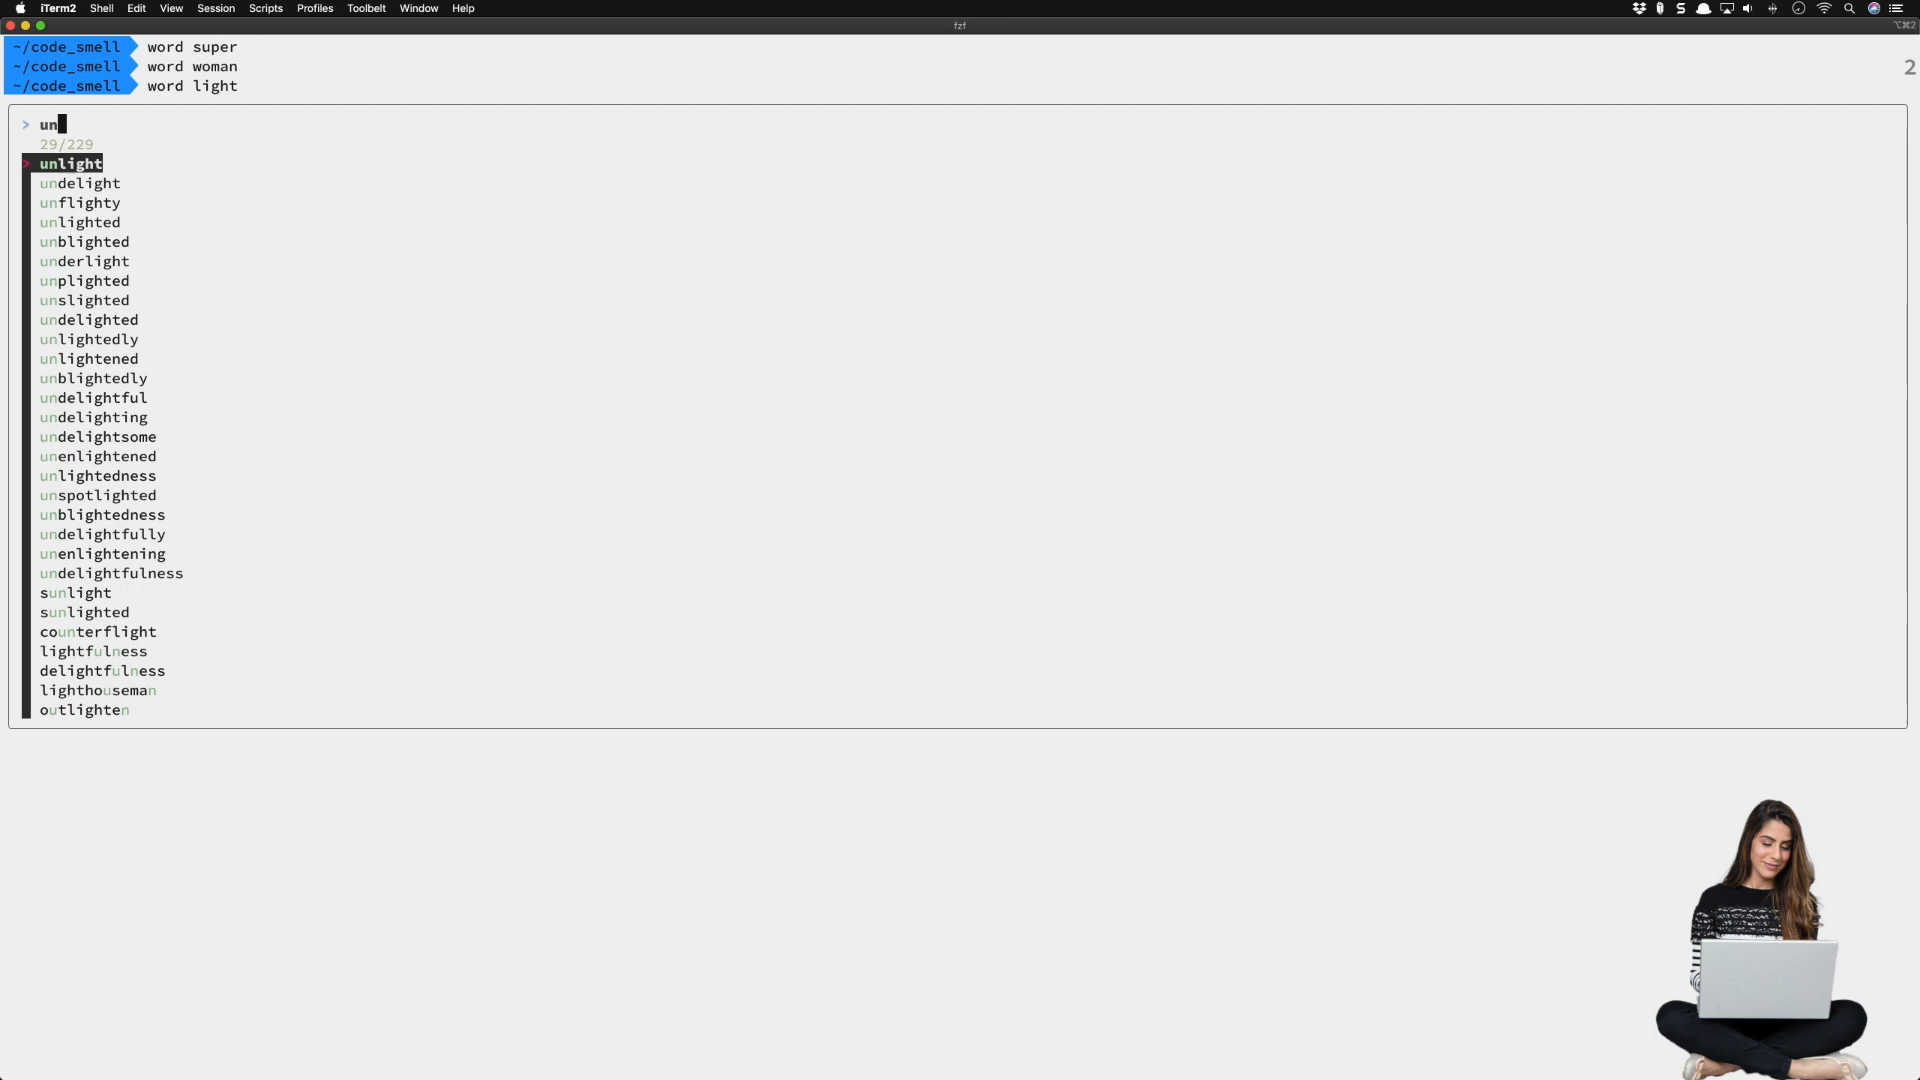 iTerm2 Shell Edit View Session Scripts Profiles Toolbelt Window Help
fzf ⌥⌘2
~/code_smell word super
~/code_smell word woman
2
~/code_smell word light
> un
29/229
> unlight
undelight
unflighty
unlighted
unblighted
underlight
unplighted
unslighted
undelighted
unlightedly
unlightened
unblightedly
undelightful
undelighting
undelightsome
unenlightened
unlightedness
unspotlighted
unblightedness
undelightfully
unenlightening
undelightfulness
sunlight
sunlighted
counterflight
lightfulness
delightfulness
lighthouseman
outlighten